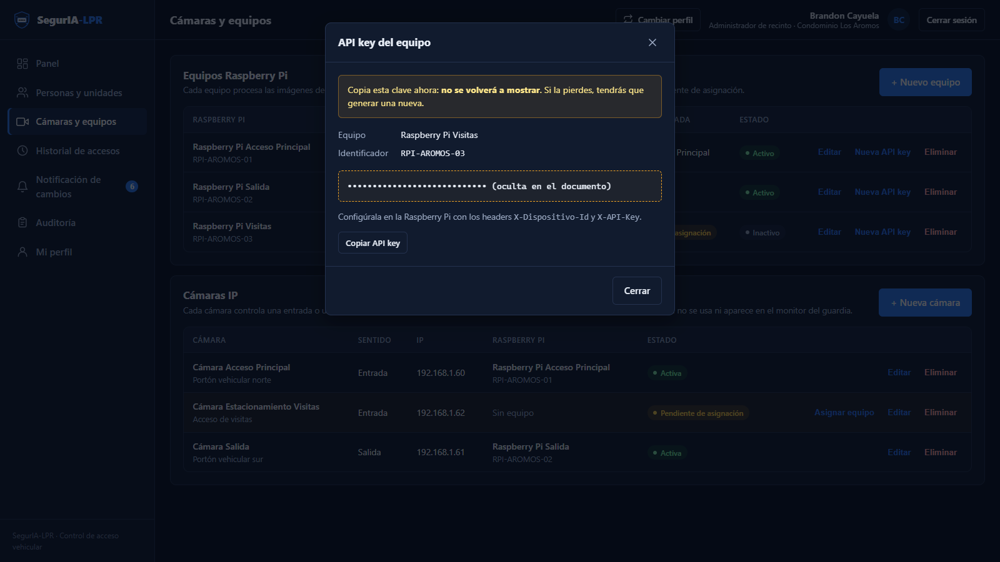 SegurIA-LPR
Cámaras y equipos
Cambiar perfil
Brandon Cayuela
Administrador de recinto · Condominio Los Aromos
BC
Cerrar sesión
Panel
Personas y unidades
Cámaras y equipos
Historial de accesos
Notificación de
cambios
6
Auditoría
Mi perfil
SegurIA-LPR · Control de acceso
vehicular
Equipos Raspberry Pi
Cada equipo procesa las imágenes de
ente de asignación.
+ Nuevo equipo
RASPBERRY PI
ADA
ESTADO
Raspberry Pi Acceso Principal
RPI-AROMOS-01
Principal
Activo
Editar
Nueva API key
Eliminar
Raspberry Pi Salida
RPI-AROMOS-02
Activo
Editar
Nueva API key
Eliminar
Raspberry Pi Visitas
RPI-AROMOS-03
asignación
Inactivo
Editar
Nueva API key
Eliminar
API key del equipo
Copia esta clave ahora: no se volverá a mostrar. Si la pierdes, tendrás que
generar una nueva.
Equipo Raspberry Pi Visitas
Identificador RPI-AROMOS-03
•••••••••••••••••••••••••••• (oculta en el documento)
Configúrala en la Raspberry Pi con los headers X-Dispositivo-Id y X-API-Key.
Copiar API key
Cerrar
Cámaras IP
Cada cámara controla una entrada o u
no se usa ni aparece en el monitor del guardia.
+ Nueva cámara
CÁMARA
SENTIDO
IP
RASPBERRY PI
ESTADO
Cámara Acceso Principal
Portón vehicular norte
Entrada
192.168.1.60
Raspberry Pi Acceso Principal
RPI-AROMOS-01
Activa
Editar
Eliminar
Cámara Estacionamiento Visitas
Acceso de visitas
Entrada
192.168.1.62
Sin equipo
Pendiente de asignación
Asignar equipo
Editar
Eliminar
Cámara Salida
Portón vehicular sur
Salida
192.168.1.61
Raspberry Pi Salida
RPI-AROMOS-02
Activa
Editar
Eliminar